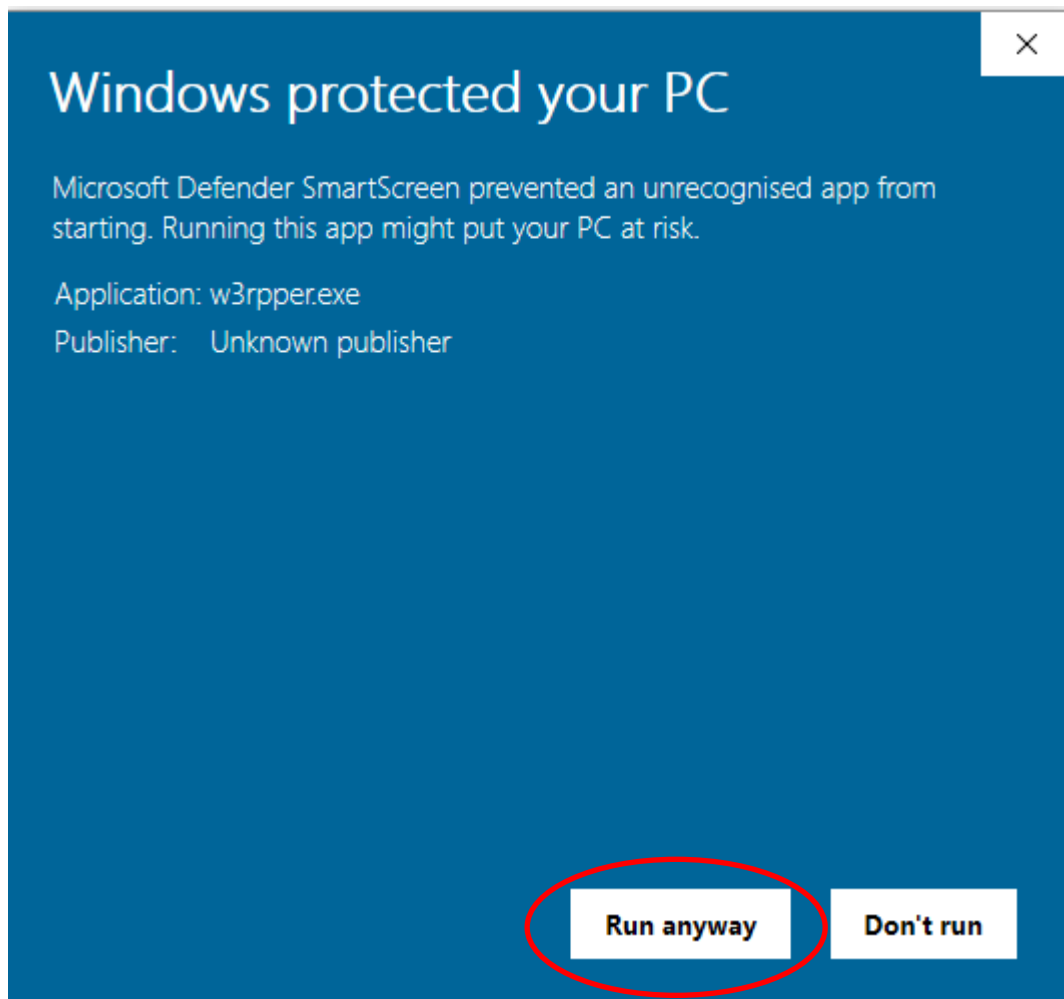 Windows protected your PC
Microsoft Defender SmartScreen prevented an unrecognised app from
starting. Running this app might put your PC at risk.
Application: w3rpper.exe
Publisher: Unknown publisher
Run anyway
Don't run